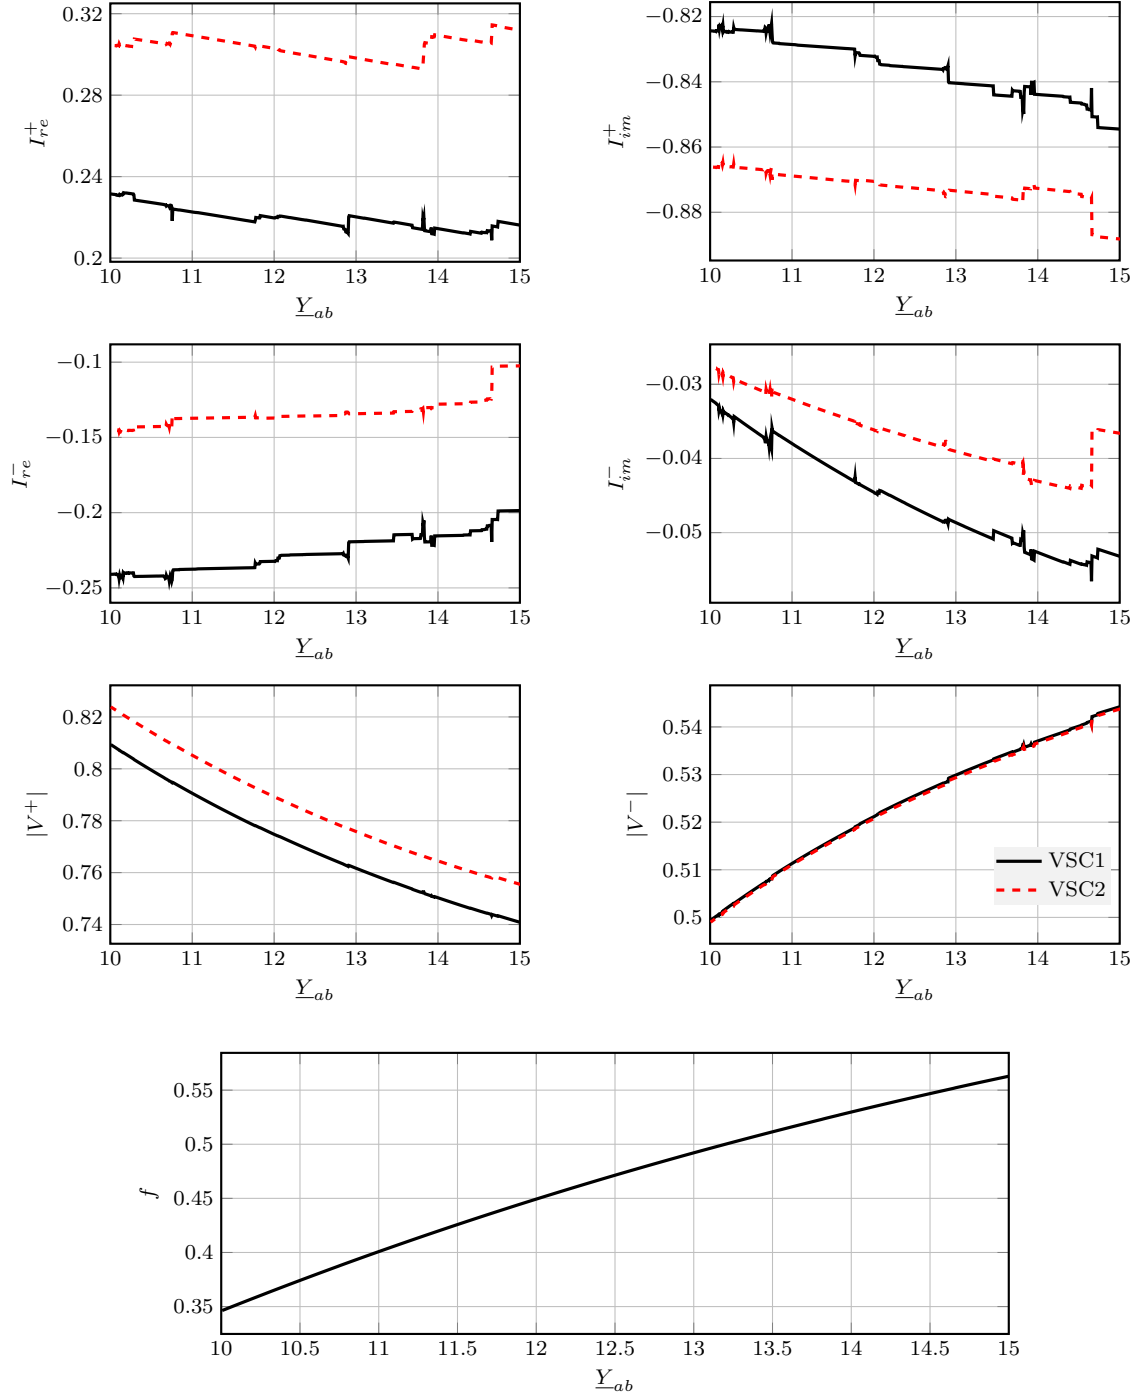 0.32
0.28
0.24
0.2
I⁺re
10 11 12 13 14 15
Y_ab
−0.82
−0.84
−0.86
−0.88
I⁺im
10 11 12 13 14 15
Y_ab
−0.1
−0.15
−0.2
−0.25
I⁻re
10 11 12 13 14 15
Y_ab
−0.03
−0.04
−0.05
I⁻im
10 11 12 13 14 15
Y_ab
0.82
0.8
0.78
0.76
0.74
|V⁺|
10 11 12 13 14 15
Y_ab
0.54
0.53
0.52
0.51
0.5
|V⁻|
VSC1
VSC2
10 11 12 13 14 15
Y_ab
0.55
0.5
0.45
0.4
0.35
f
10 10.5 11 11.5 12 12.5 13 13.5 14 14.5 15
Y_ab